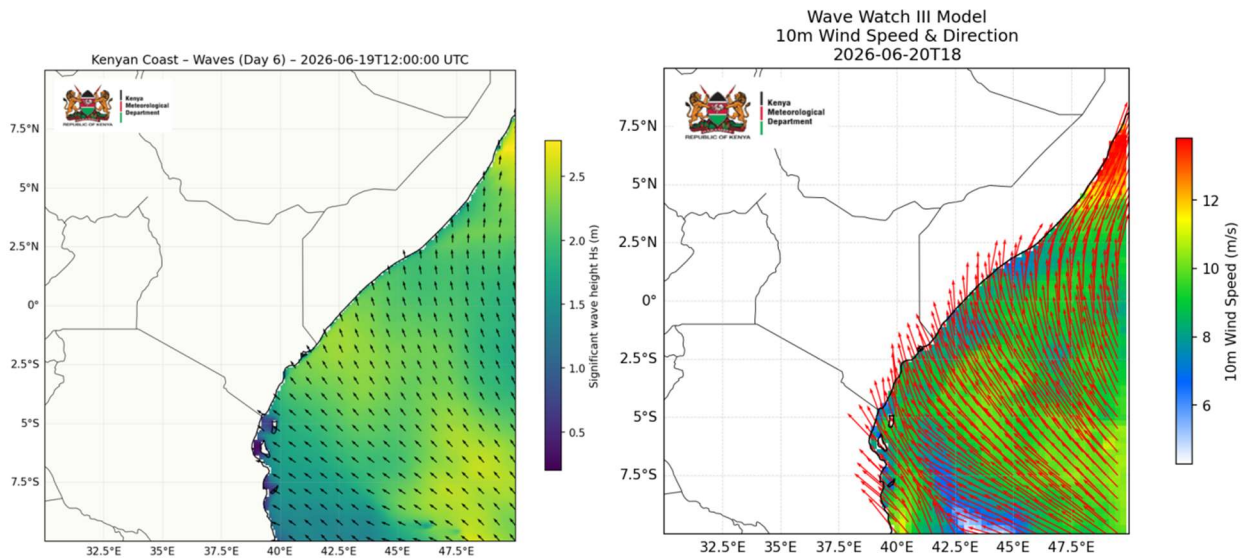 Kenyan Coast – Waves (Day 6) – 2026-06-19T12:00:00 UTC
Kenya
Meteorological
Department
REPUBLIC OF KENYA
7.5°N
5°N
2.5°N
0°
2.5°S
5°S
7.5°S
32.5°E 35°E 37.5°E 40°E 42.5°E 45°E 47.5°E
2.5
2.0
1.5
1.0
0.5
Significant wave height Hs (m)
Wave Watch III Model
10m Wind Speed & Direction
2026-06-20T18
Kenya
Meteorological
Department
REPUBLIC OF KENYA
7.5°N
5°N
2.5°N
0°
2.5°S
5°S
7.5°S
32.5°E 35°E 37.5°E 40°E 42.5°E 45°E 47.5°E
12
10
8
6
10m Wind Speed (m/s)